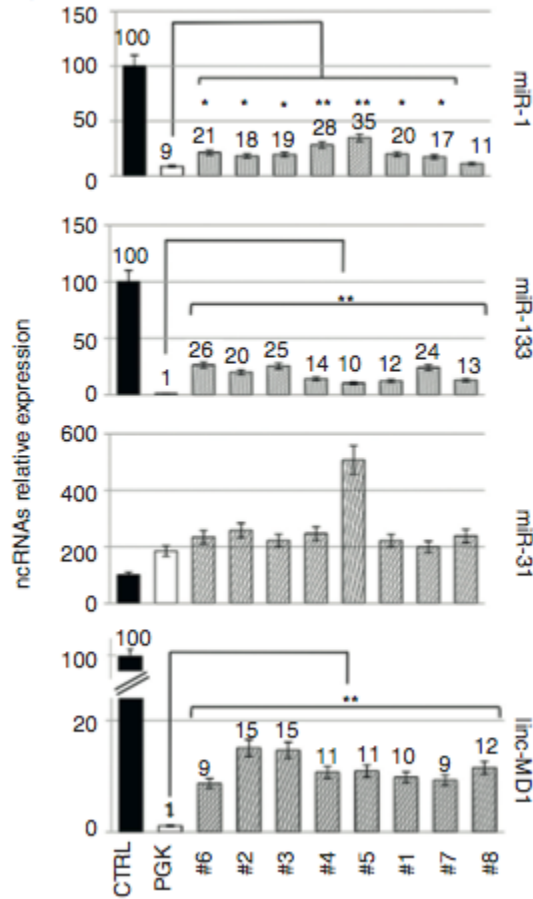 150
100
50
0
100
9
* * * ** ** * *
21 18 19 28 35 20 17 11
miR-1
150
100
50
0
100
1
**
26 20 25 14 10 12 24 13
miR-133
ncRNAs relative expression
600
400
200
0
miR-31
100
20
0
100
1
**
9 15 15 11 11 10 9 12
linc-MD1
CTRL PGK #6 #2 #3 #4 #5 #1 #7 #8